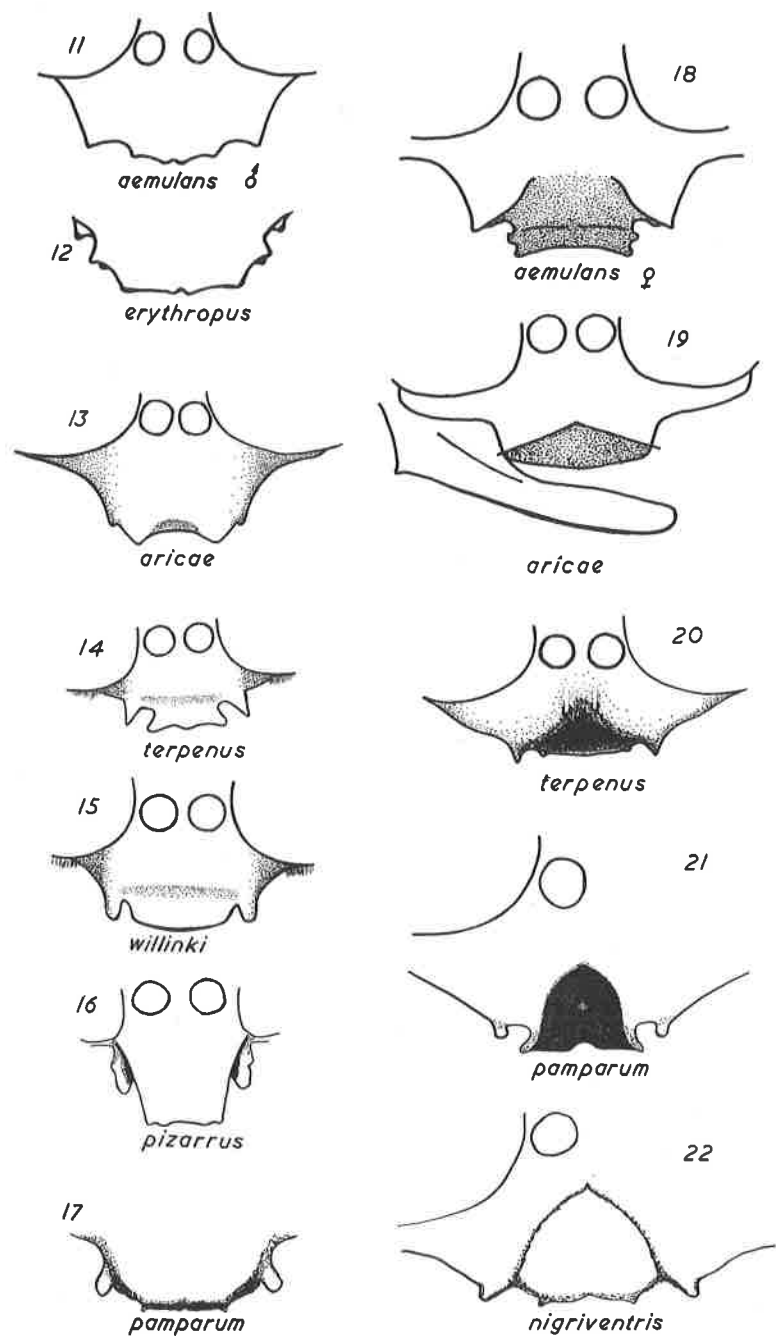 11
aemulans ♂
12
erythropus
13
aricae
14
terpenus
15
willinki
16
pizarrus
17
pamparum
18
aemulans ♀
19
aricae
20
terpenus
21
pamparum
22
nigriventris